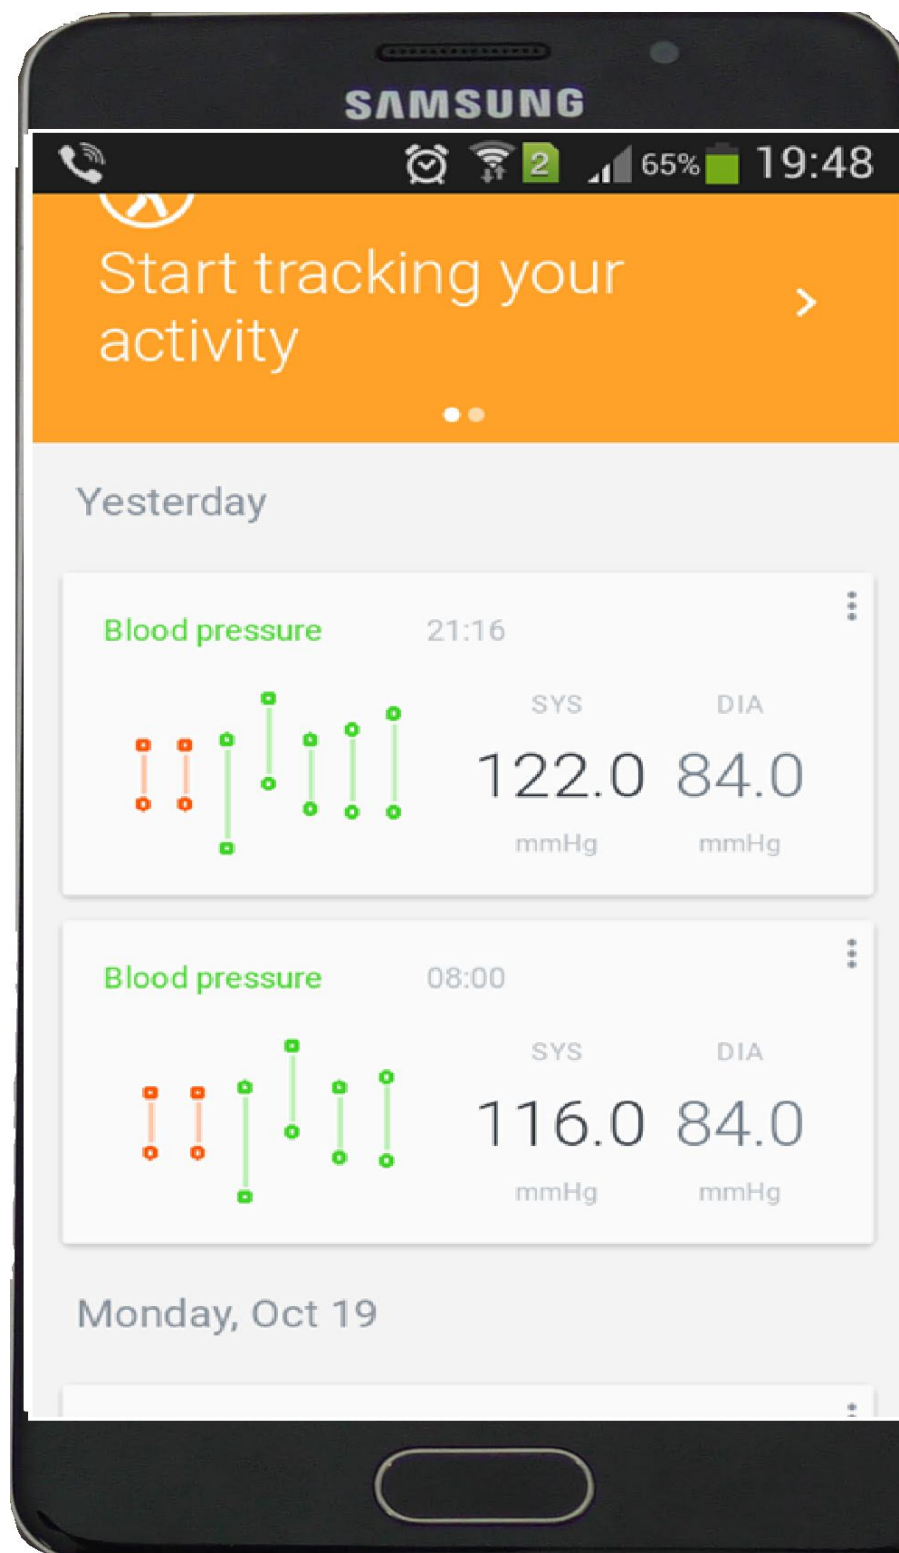 SAMSUNG
2 65% 19:48
Start tracking your
activity
Yesterday
Blood pressure 21:16
SYS DIA
122.0 84.0
mmHg mmHg
Blood pressure 08:00
SYS DIA
116.0 84.0
mmHg mmHg
Monday, Oct 19